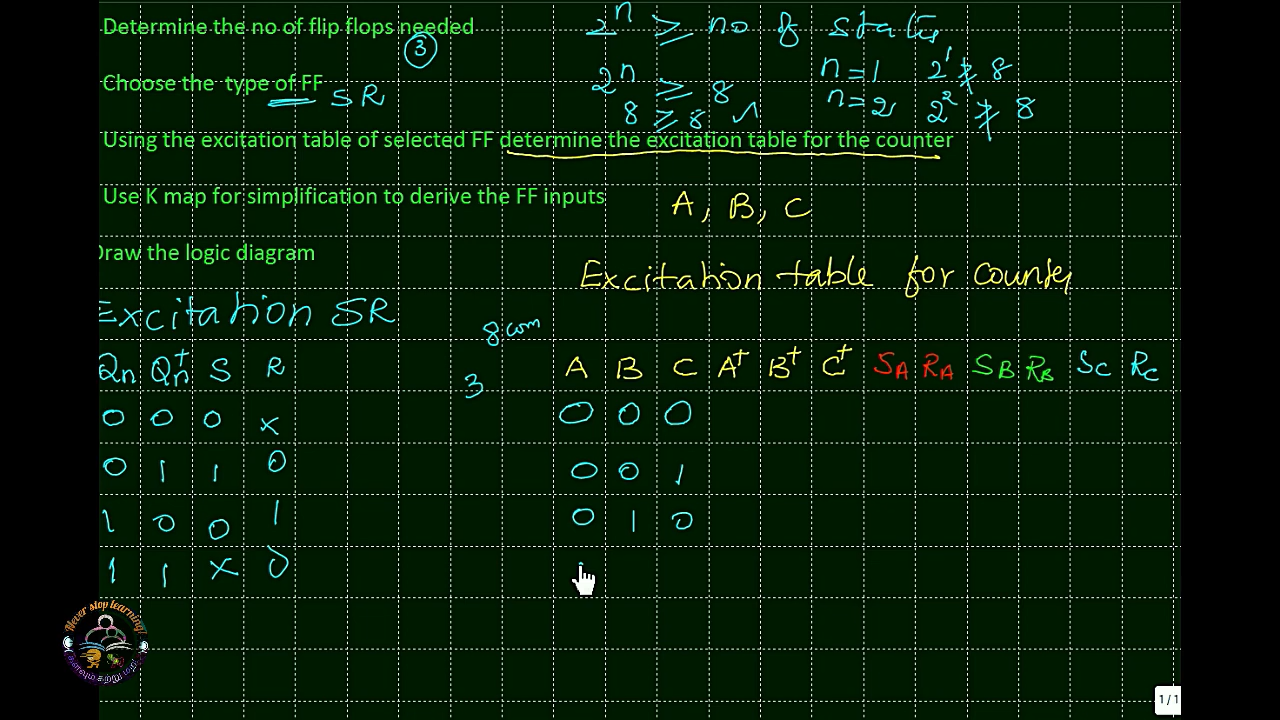 Determine the no of flip flops needed
3
2ⁿ ≥ no of states
Choose the type of FF SR
2ⁿ ≥ 8
n = 1 2¹ ≱ 8
8 ≥ 8 ✓
n = 2 2² ≱ 8
Using the excitation table of selected FF determine the excitation table for the counter
Use K map for simplification to derive the FF inputs
A, B, C
Draw the logic diagram
Excitation table for Counter
Excitation SR
8 com
3
Qn Qn⁺ S R
0 0 0 x
0 1 1 0
1 0 0 1
1 1 x 0
A B C A⁺ B⁺ C⁺ SA RA SB RB SC RC
0 0 0
0 0 1
0 1 0
Never stop learning!
1/1